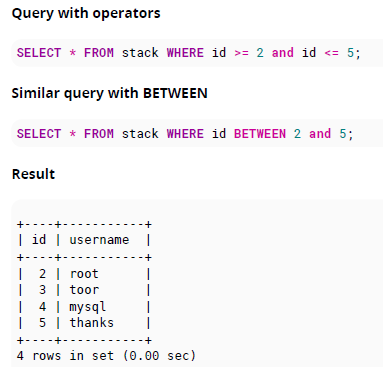 Query with operators
SELECT * FROM stack WHERE id >= 2 and id <= 5;
Similar query with BETWEEN
SELECT * FROM stack WHERE id BETWEEN 2 and 5;
Result
+----+-----------+
| id | username  |
+----+-----------+
|  2 | root      |
|  3 | toor      |
|  4 | mysql     |
|  5 | thanks    |
+----+-----------+
4 rows in set (0.00 sec)